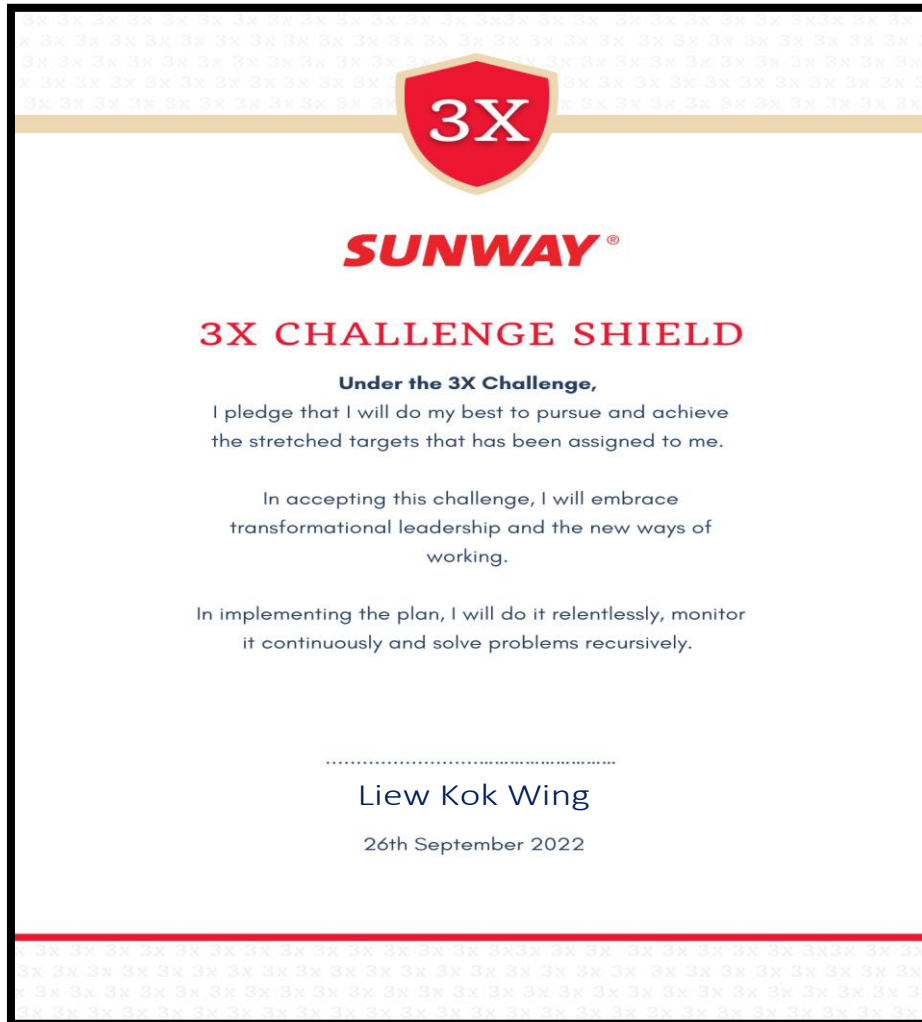 3X
SUNWAY®
3X CHALLENGE SHIELD
Under the 3X Challenge,
I pledge that I will do my best to pursue and achieve
the stretched targets that has been assigned to me.
In accepting this challenge, I will embrace
transformational leadership and the new ways of
working.
In implementing the plan, I will do it relentlessly, monitor
it continuously and solve problems recursively.
Liew Kok Wing
26th September 2022